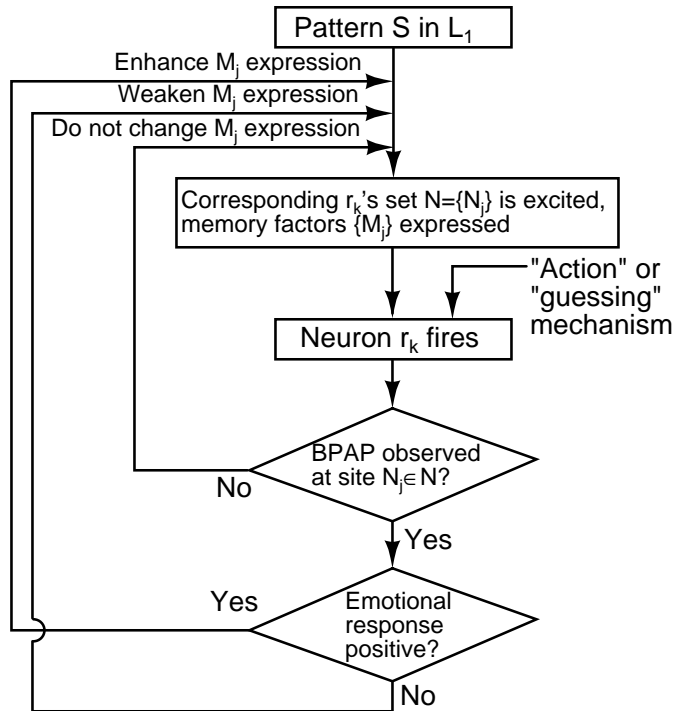 Pattern S in L₁
Enhance Mⱼ expression
Weaken Mⱼ expression
Do not change Mⱼ expression
Corresponding rₖ's set N={Nⱼ} is excited,
memory factors {Mⱼ} expressed
"Action" or
"guessing"
mechanism
Neuron rₖ fires
BPAP observed
at site Nⱼ∈N?
No
Yes
Yes
Emotional
response
positive?
No